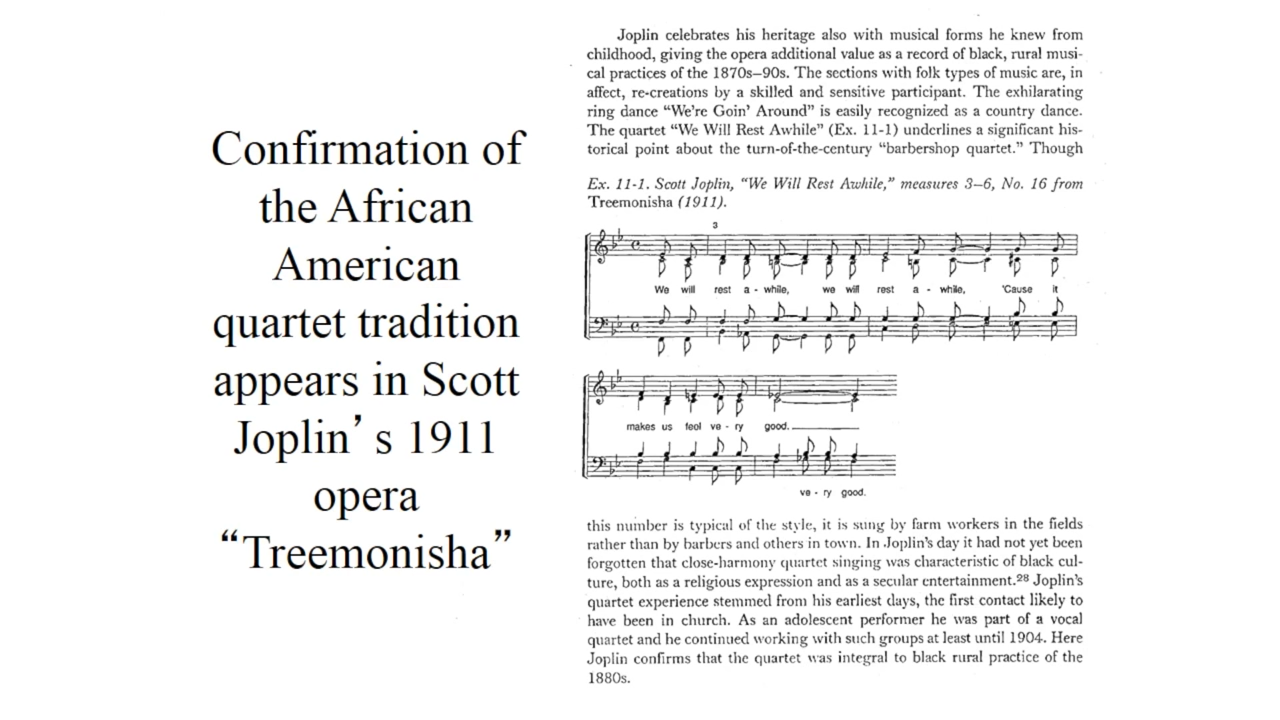 Confirmation of
the African
American
quartet tradition
appears in Scott
Joplin’s 1911
opera
“Treemonisha”
Joplin celebrates his heritage also with musical forms he knew from
childhood, giving the opera additional value as a record of black, rural musi-
cal practices of the 1870s–90s. The sections with folk types of music are, in
affect, re-creations by a skilled and sensitive participant. The exhilarating
ring dance “We’re Goin’ Around” is easily recognized as a country dance.
The quartet “We Will Rest Awhile” (Ex. 11-1) underlines a significant his-
torical point about the turn-of-the-century “barbershop quartet.” Though
Ex. 11-1. Scott Joplin, “We Will Rest Awhile,” measures 3–6, No. 16 from
Treemonisha (1911).
3
We will rest a - while, we will rest a - while, 'Cause it
makes us feel ve - ry good.
ve - ry good.
this number is typical of the style, it is sung by farm workers in the fields
rather than by barbers and others in town. In Joplin’s day it had not yet been
forgotten that close-harmony quartet singing was characteristic of black cul-
ture, both as a religious expression and as a secular entertainment.28 Joplin’s
quartet experience stemmed from his earliest days, the first contact likely to
have been in church. As an adolescent performer he was part of a vocal
quartet and he continued working with such groups at least until 1904. Here
Joplin confirms that the quartet was integral to black rural practice of the
1880s.